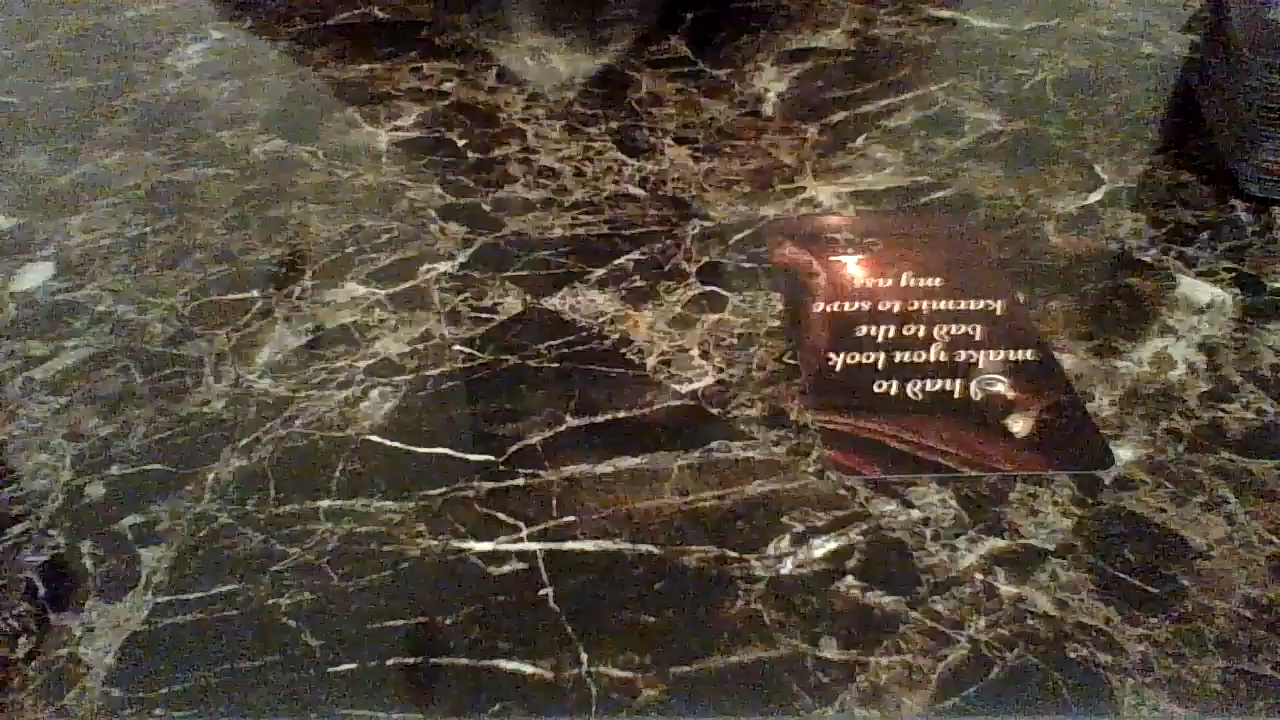 I had to
make you look
bad to the
karmic to save
my ass